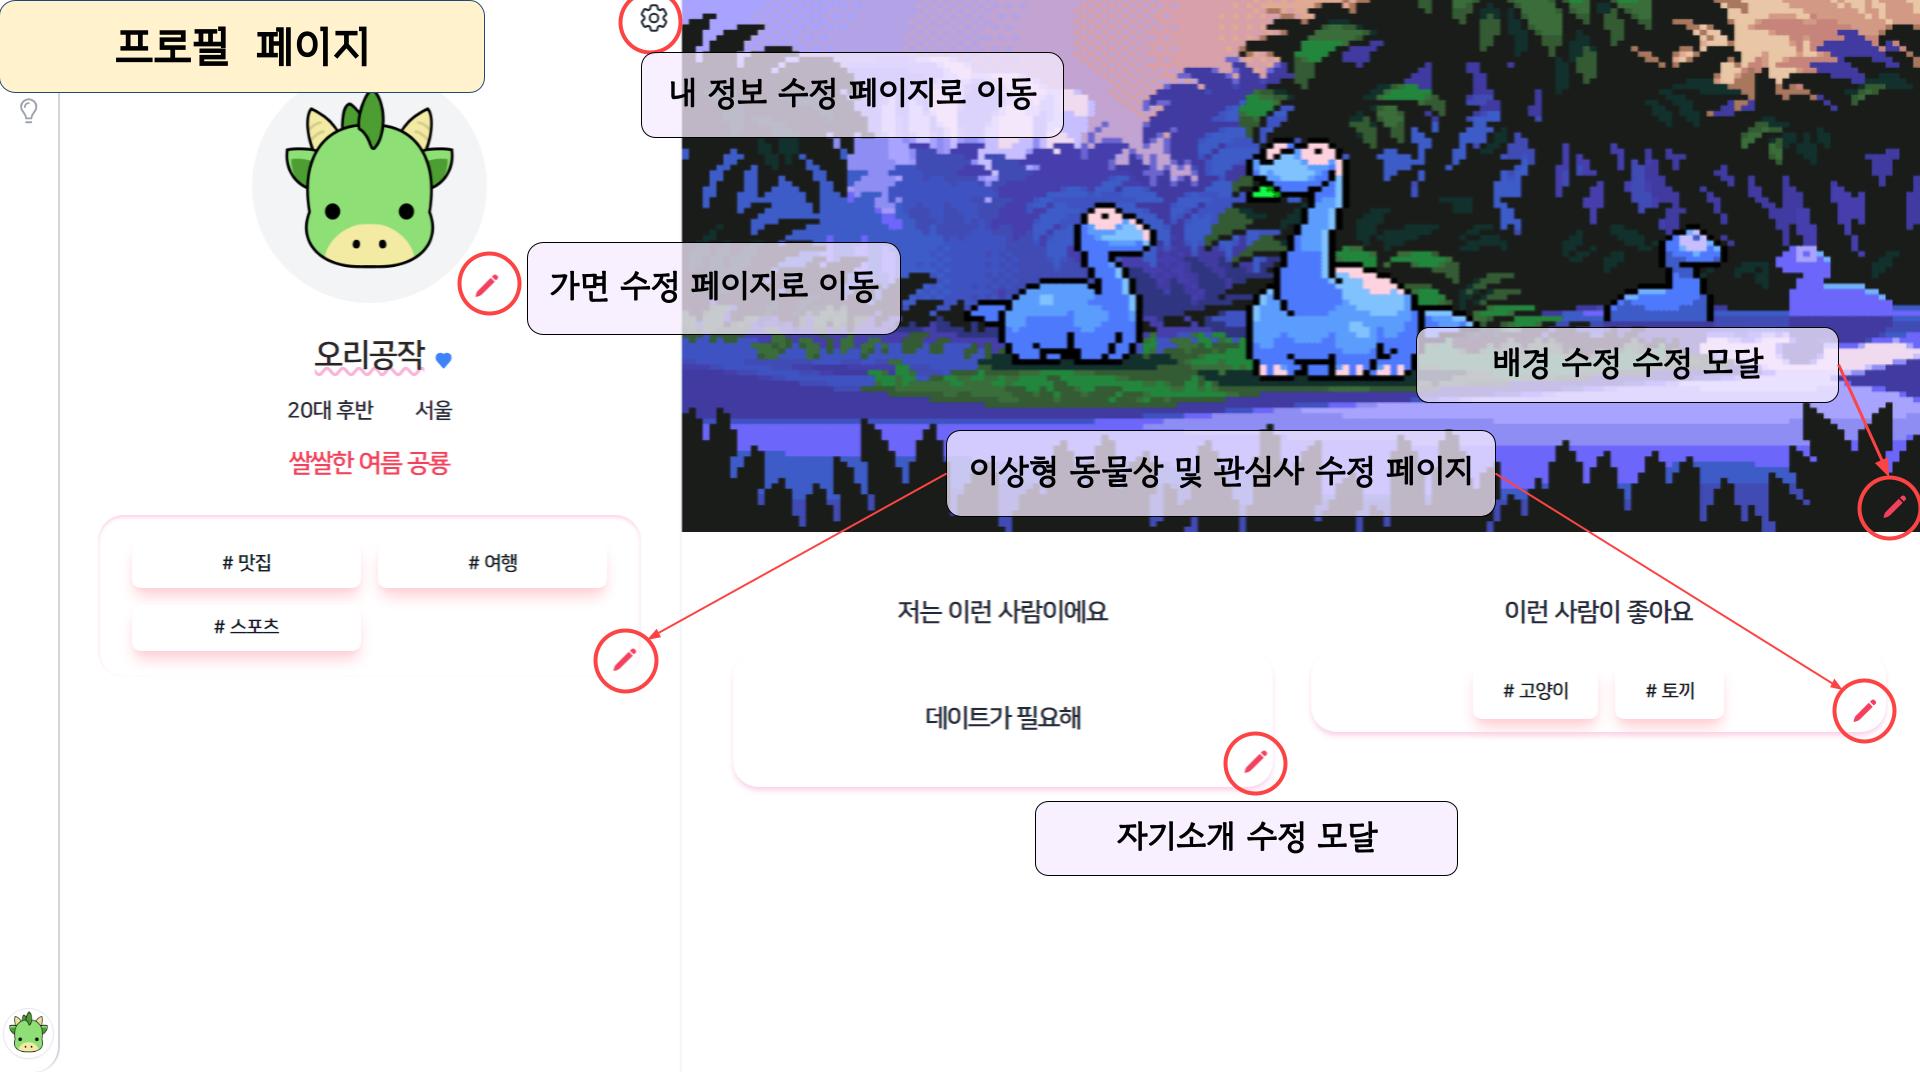 프로필 페이지
내 정보 수정 페이지로 이동
가면 수정 페이지로 이동
오리공작
20대 후반 서울
쌀쌀한 여름 공룡
# 맛집 # 여행
# 스포츠
배경 수정 수정 모달
이상형 동물상 및 관심사 수정 페이지
저는 이런 사람이에요
데이트가 필요해
이런 사람이 좋아요
# 고양이 # 토끼
자기소개 수정 모달